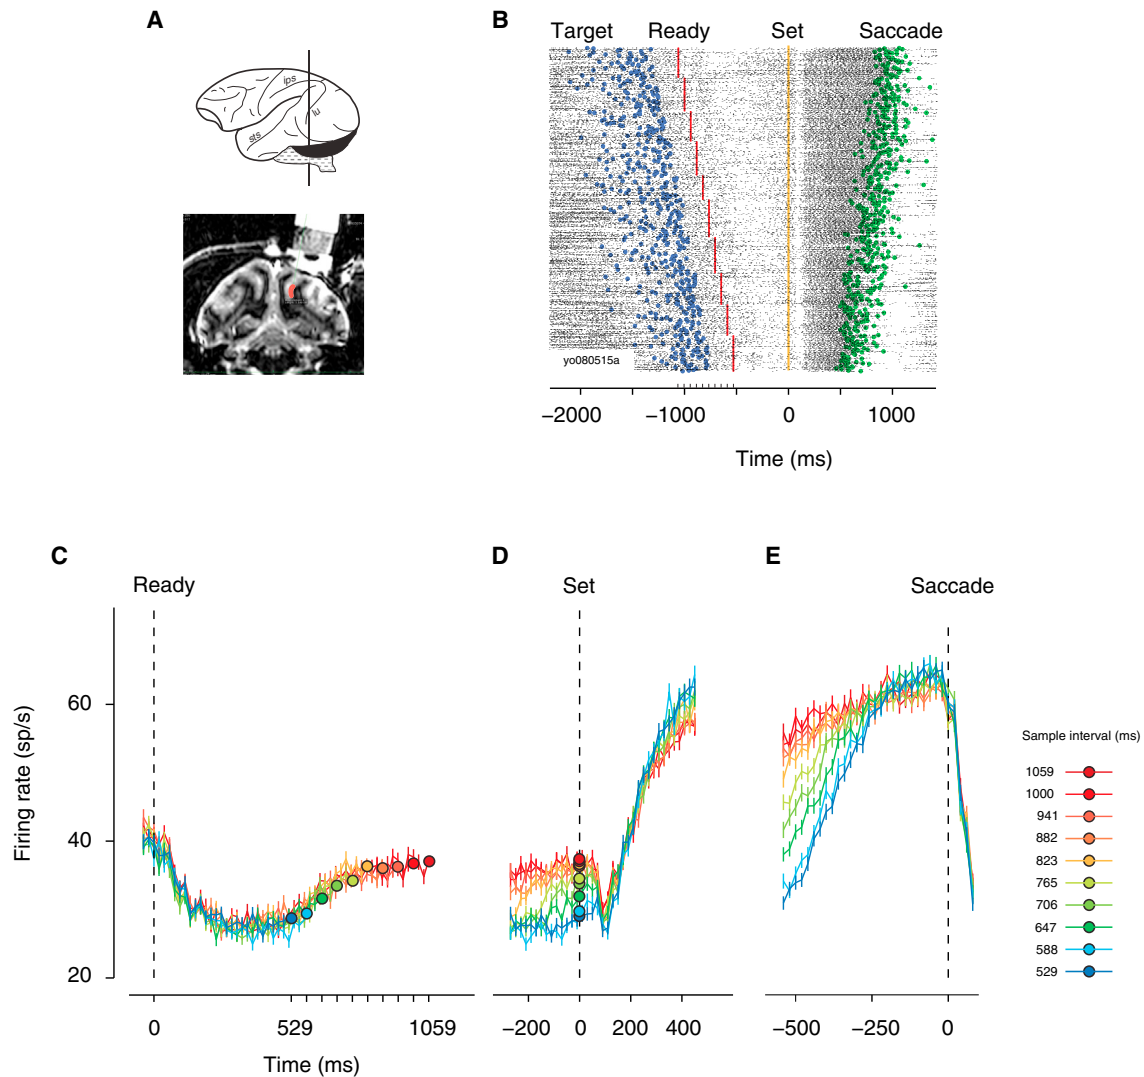 A
ips
lu
sts
B
Target Ready Set Saccade
yo080515a
−2000 −1000 0 1000
Time (ms)
C
Ready
D
Set
E
Saccade
Firing rate (sp/s)
60
40
20
0 529 1059
Time (ms)
−200 0 200 400
−500 −250 0
Sample interval (ms)
1059
1000
941
882
823
765
706
647
588
529